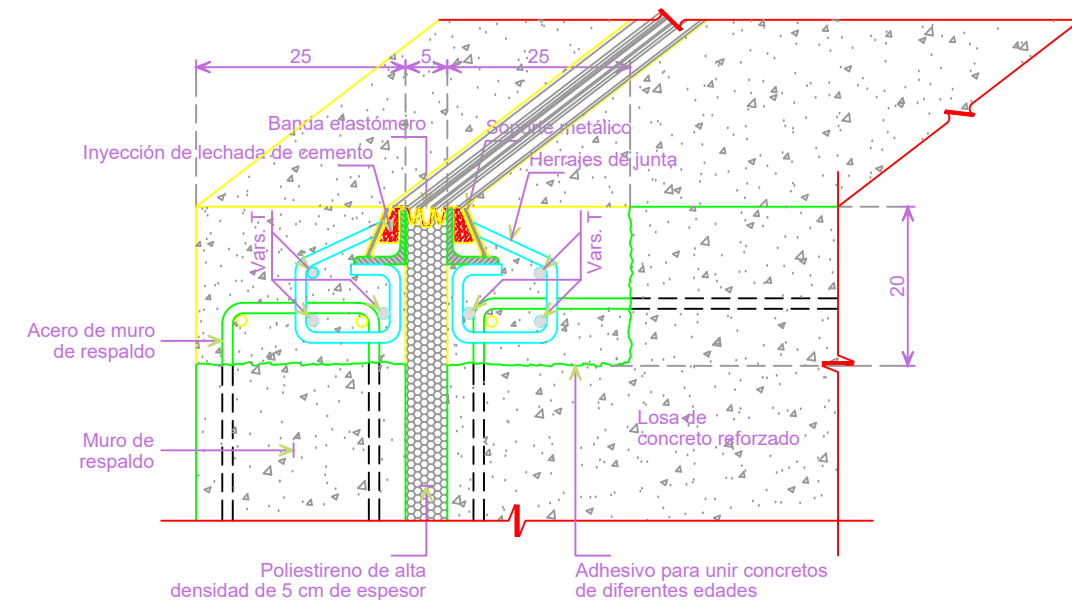 25
5
25
Banda elastómero
Soporte metálico
Inyección de lechada de cemento
Herrajes de junta
Vars. T
Vars. T
20
Acero de muro
de respaldo
Losa de
concreto reforzado
Muro de
respaldo
Poliestireno de alta
densidad de 5 cm de espesor
Adhesivo para unir concretos
de diferentes edades